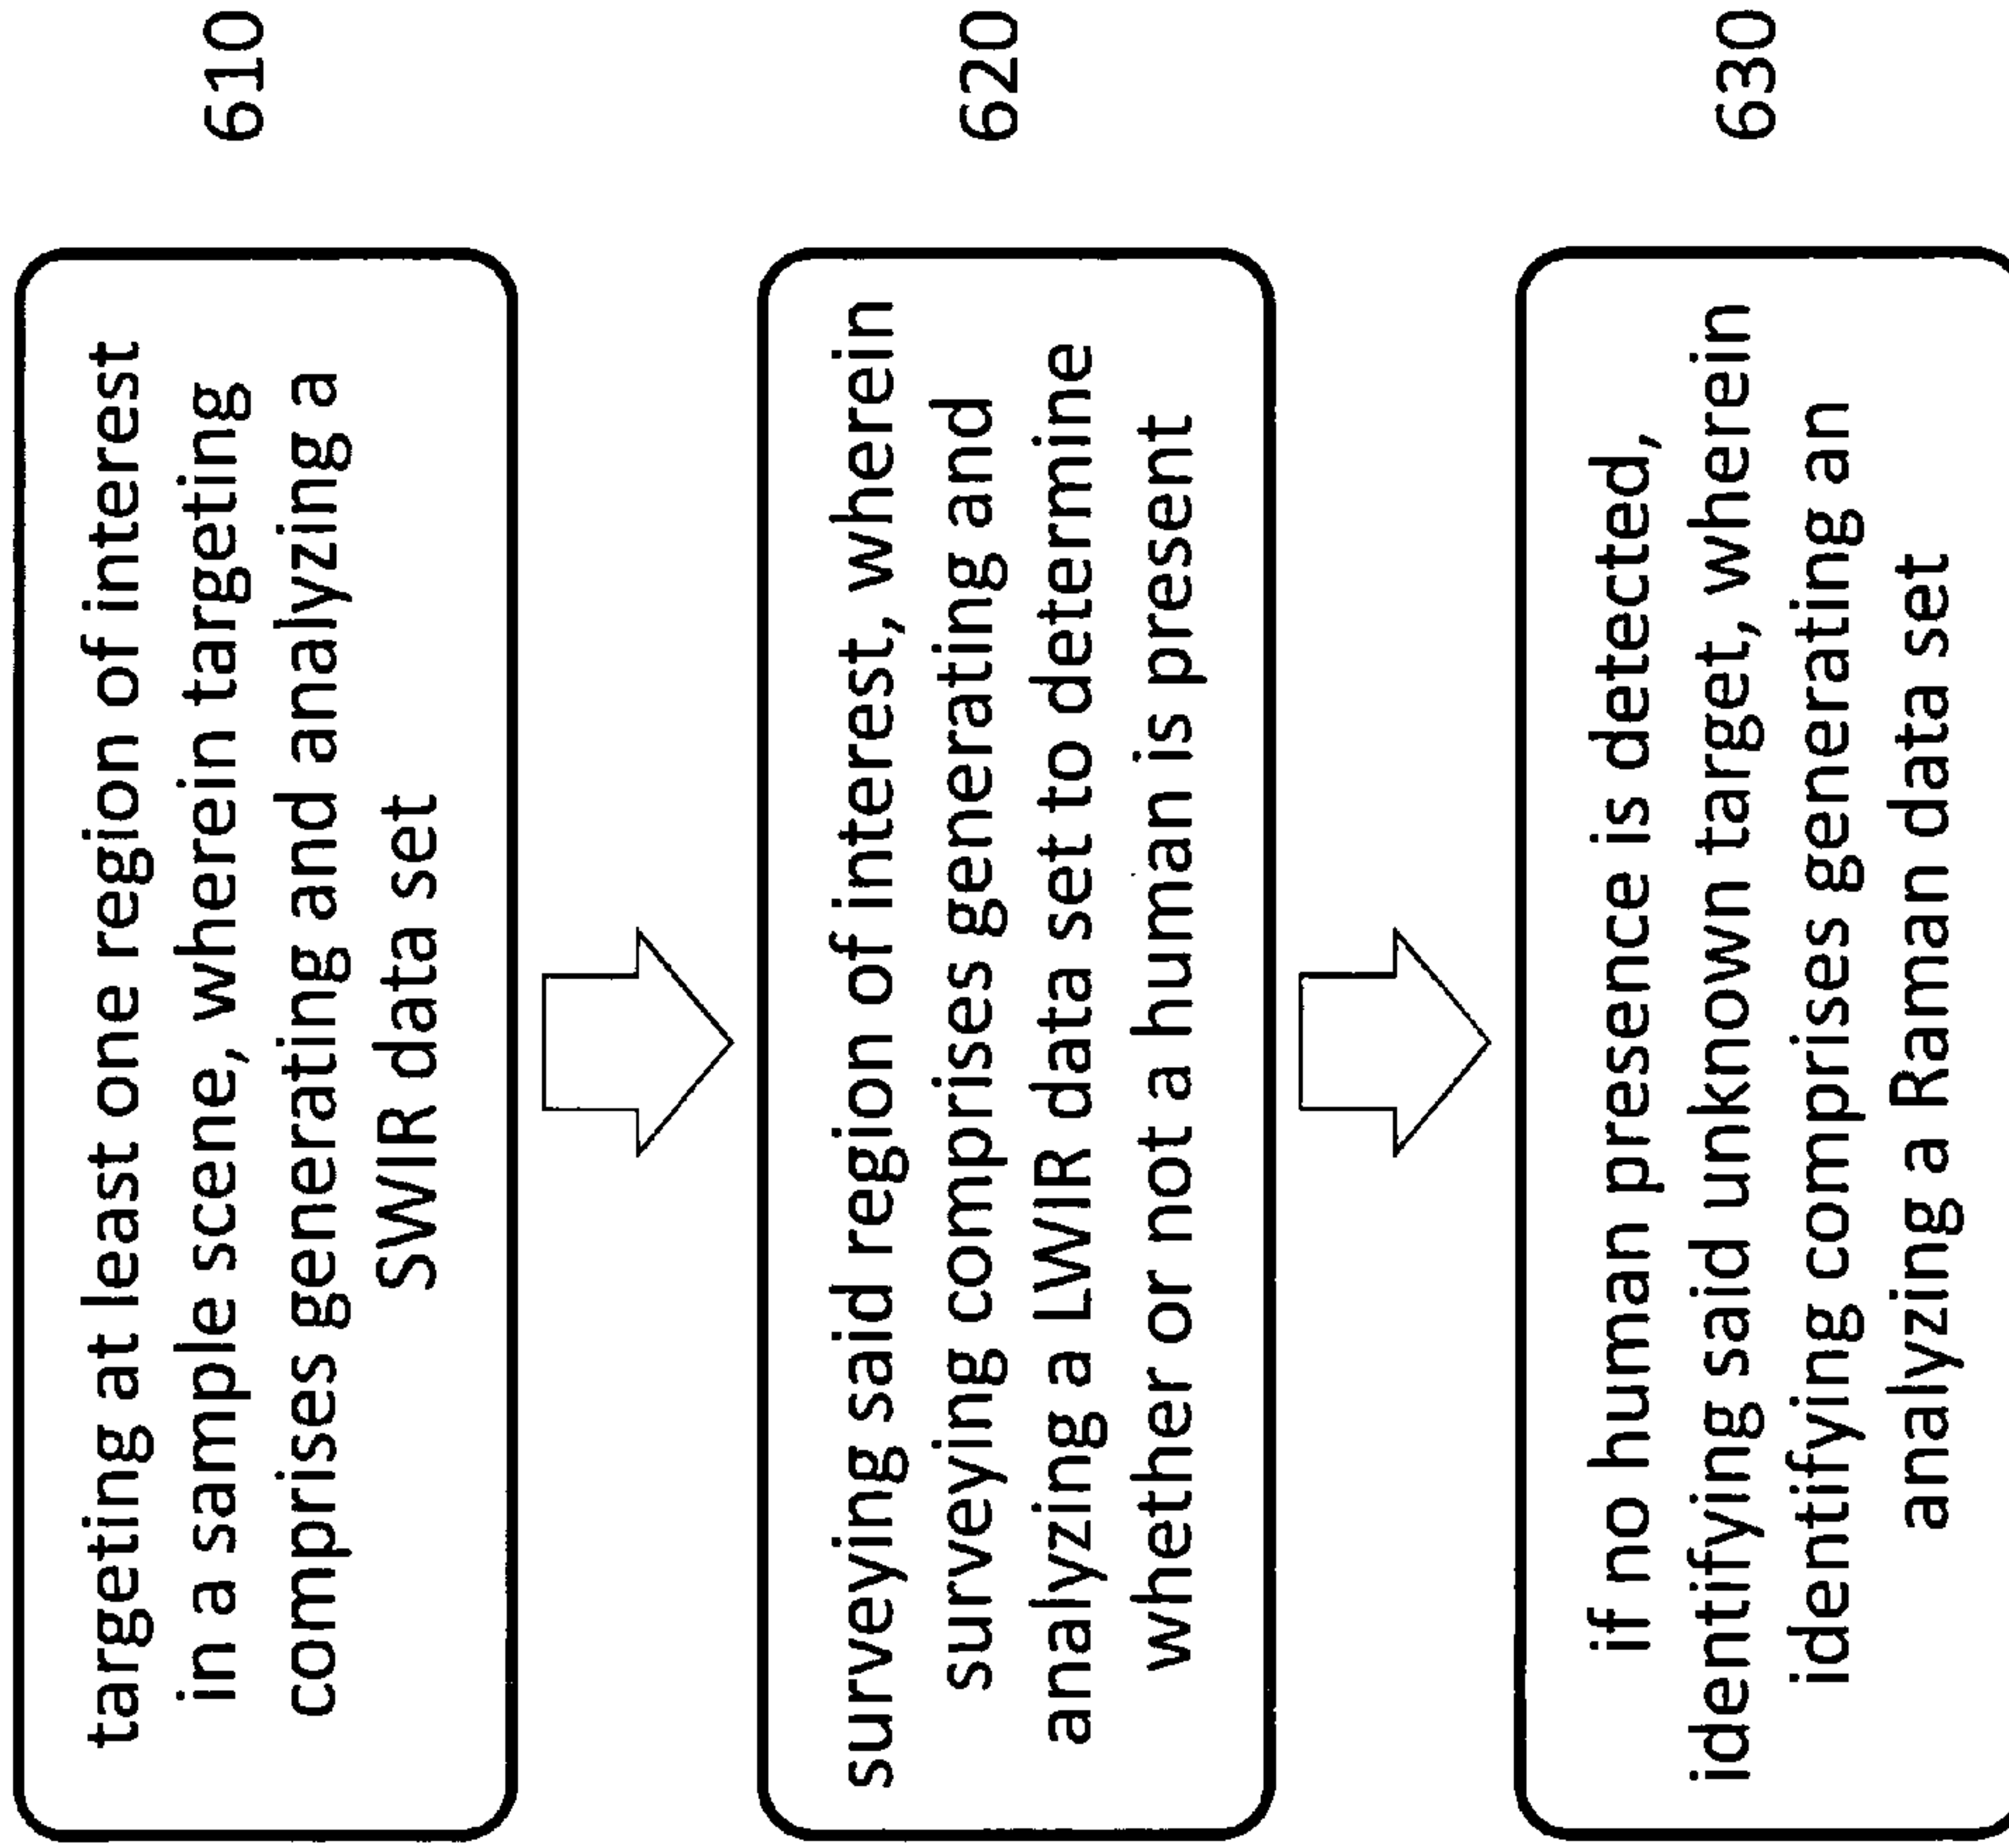 targeting at least one region of interest
in a sample scene, wherein targeting
comprises generating and analyzing a
SWIR data set
610
surveying said region of interest, wherein
surveying comprises generating and
analyzing a LWIR data set to determine
whether or not a human is present
620
if no human presence is detected,
identifying said unknown target, wherein
identifying comprises generating an
analyzing a Raman data set
630